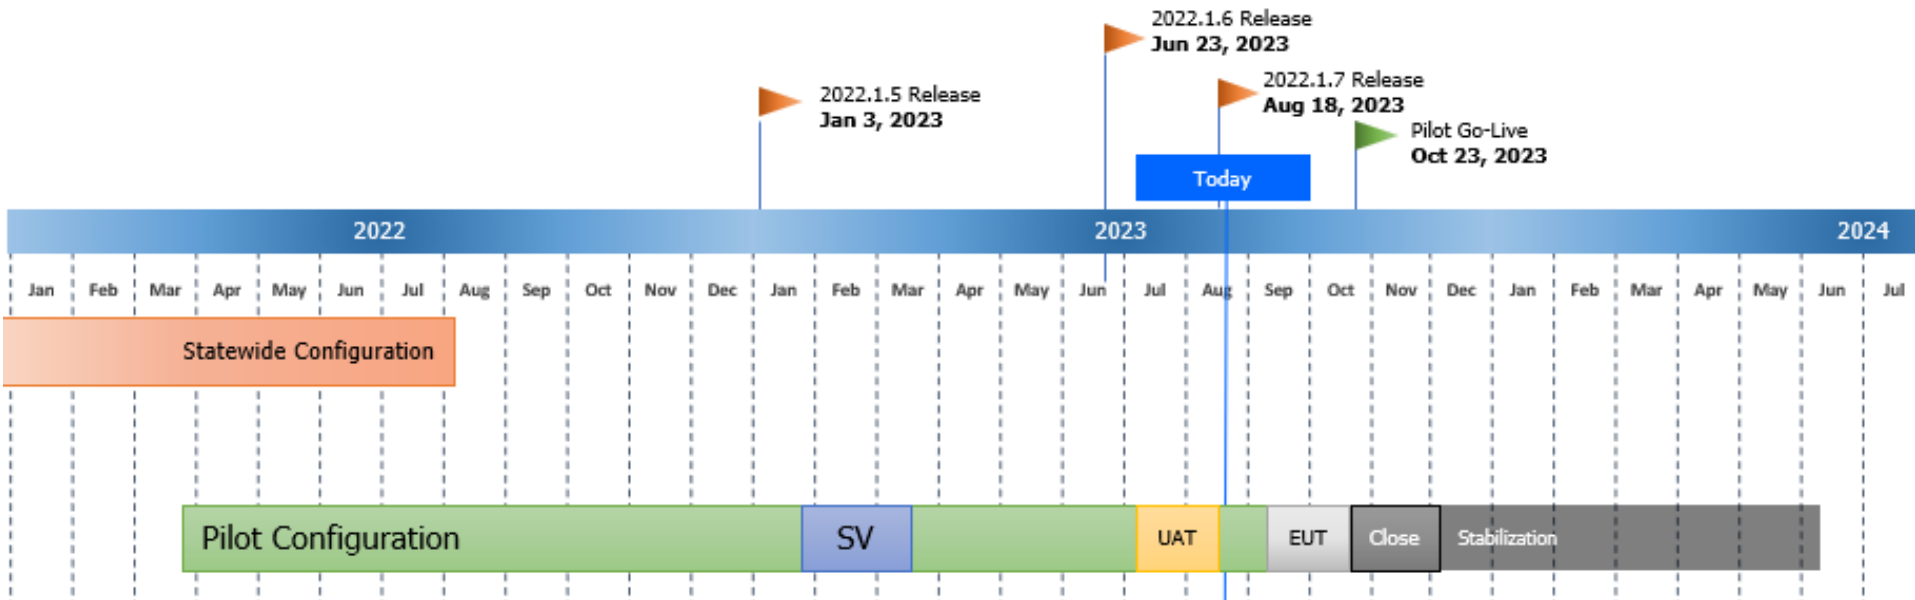 2022.1.6 Release
Jun 23, 2023
2022.1.7 Release
Aug 18, 2023
2022.1.5 Release
Jan 3, 2023
Pilot Go-Live
Oct 23, 2023
Today
2022 2023 2024
Jan Feb Mar Apr May Jun Jul Aug Sep Oct Nov Dec Jan Feb Mar Apr May Jun Jul Aug Sep Oct Nov Dec Jan Feb Mar Apr May Jun Jul
Statewide Configuration
Pilot Configuration SV UAT EUT Close Stabilization